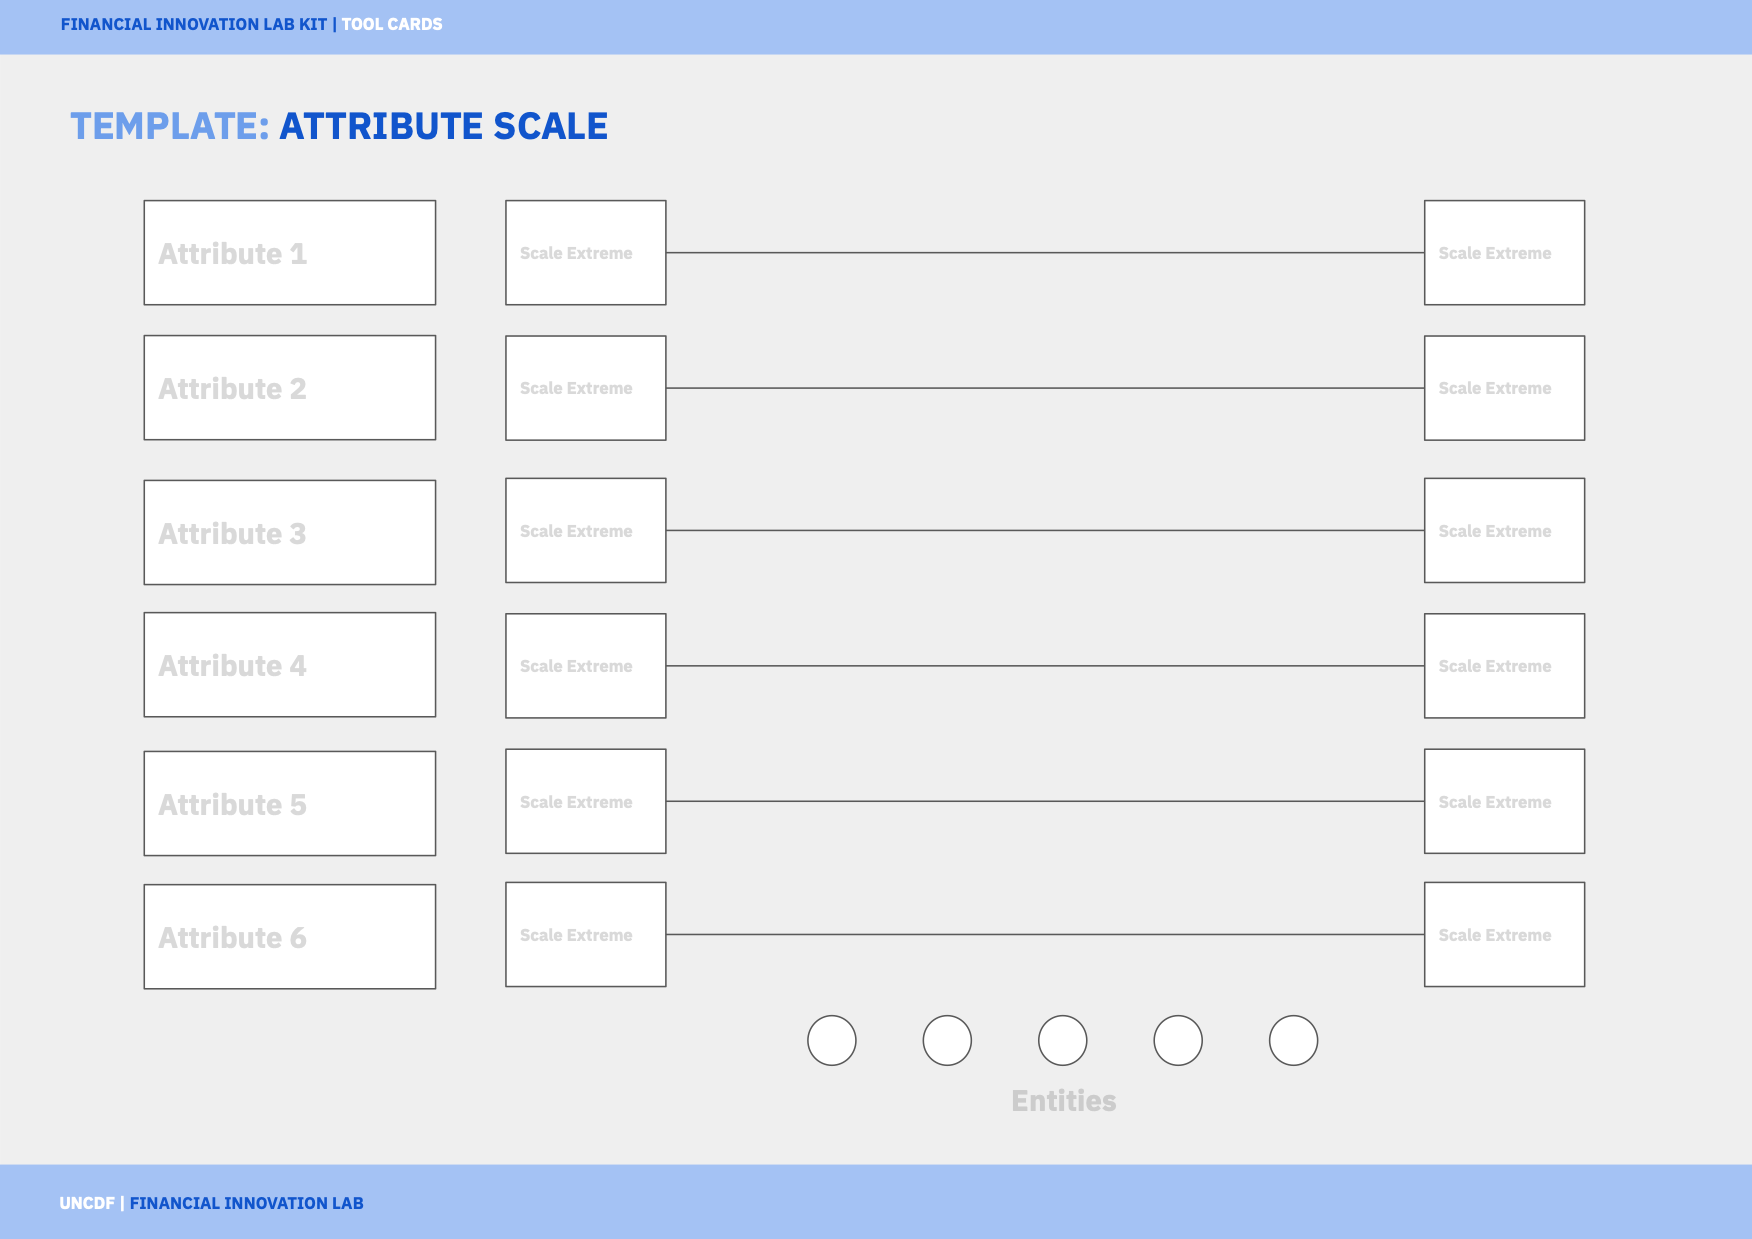 FINANCIAL INNOVATION LAB KIT | TOOL CARDS
TEMPLATE: ATTRIBUTE SCALE
Attribute 1 Scale Extreme Scale Extreme
Attribute 2 Scale Extreme Scale Extreme
Attribute 3 Scale Extreme Scale Extreme
Attribute 4 Scale Extreme Scale Extreme
Attribute 5 Scale Extreme Scale Extreme
Attribute 6 Scale Extreme Scale Extreme
Entities
UNCDF | FINANCIAL INNOVATION LAB